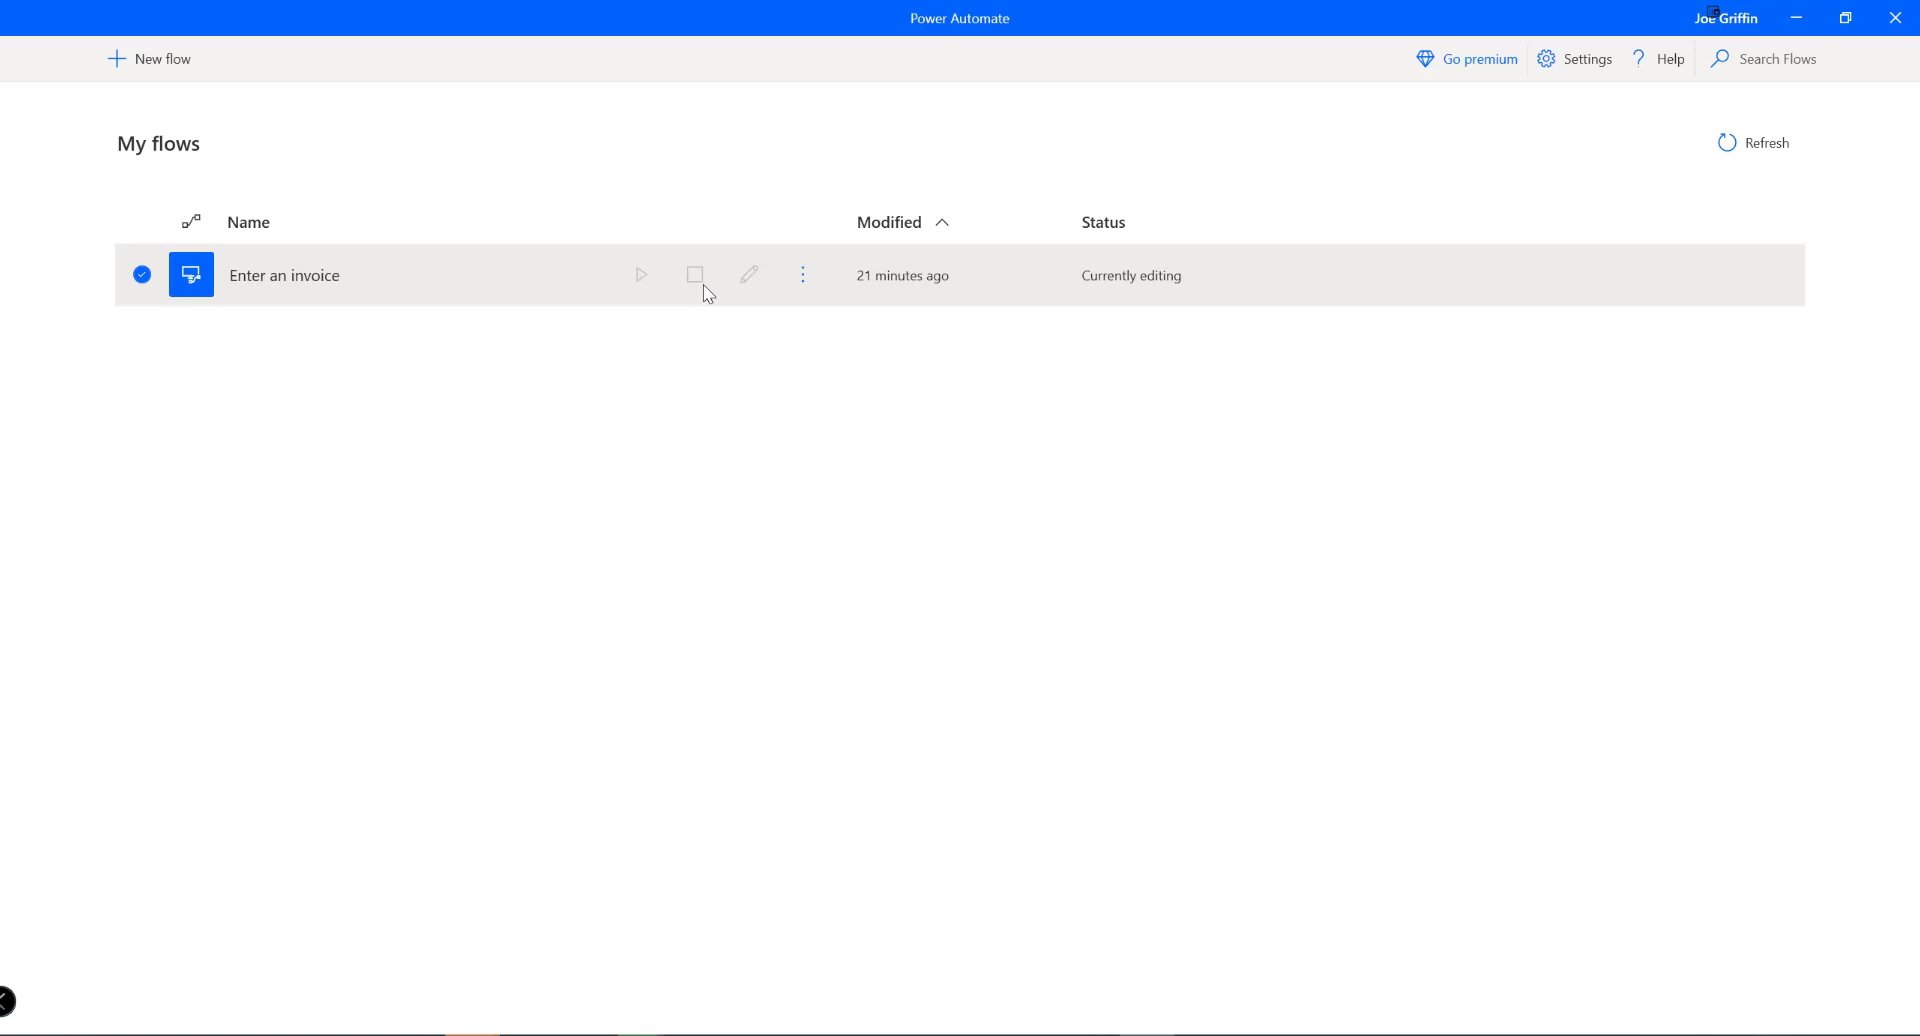 Power Automate
Joe Griffin
New flow
Go premium
Settings
Help
Search Flows
My flows
Refresh
Name
Modified
Status
Enter an invoice
21 minutes ago
Currently editing